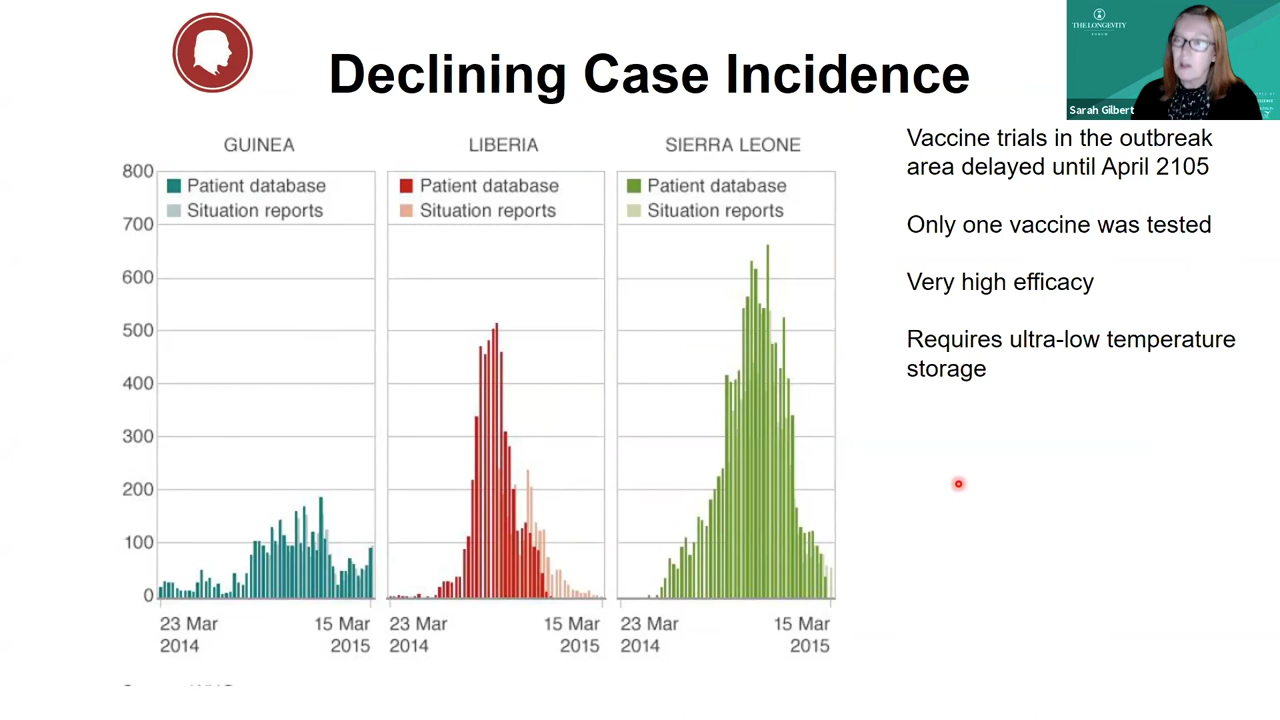 Declining Case Incidence
THE LONGEVITY
FORUM
Sarah Gilbert
GUINEA
LIBERIA
SIERRA LEONE
800
700
600
500
400
300
200
100
0
Patient database
Situation reports
Patient database
Situation reports
Patient database
Situation reports
23 Mar
2014
15 Mar
2015
23 Mar
2014
15 Mar
2015
23 Mar
2014
15 Mar
2015
Vaccine trials in the outbreak
area delayed until April 2105
Only one vaccine was tested
Very high efficacy
Requires ultra-low temperature
storage